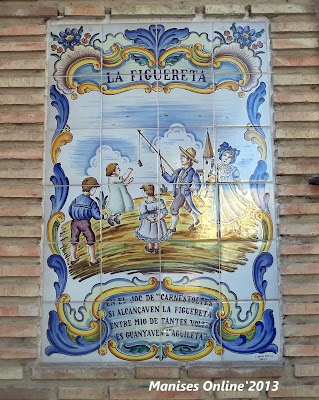 LA FIGUERETA
EN EL JOC DE "CARNESTOLTES
SI ALCANÇAVEN LA FIGUERETA
ENTRE MIG DE TANTES VOLTES
ES GUANYAVEN L'AGUILETA
Manises Online'2013